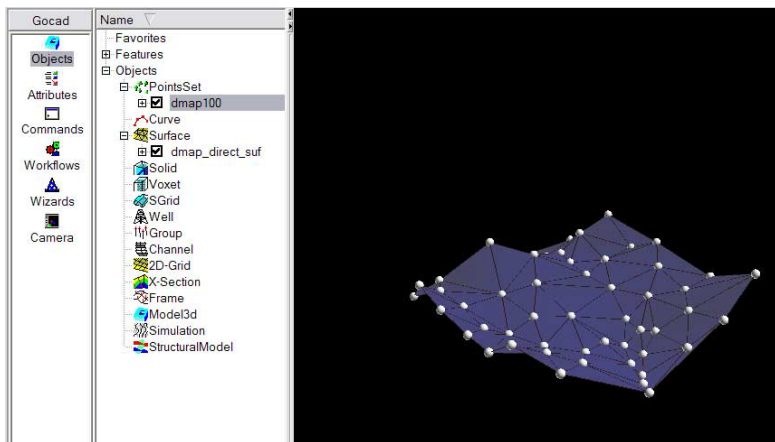 Gocad
Objects
Attributes
Commands
Workflows
Wizards
Camera
Name
Favorites
Features
Objects
PointsSet
dmap100
Curve
Surface
dmap_direct_suf
Solid
Voxet
SGrid
Well
Group
Channel
2D-Grid
X-Section
Frame
Model3d
Simulation
StructuralModel